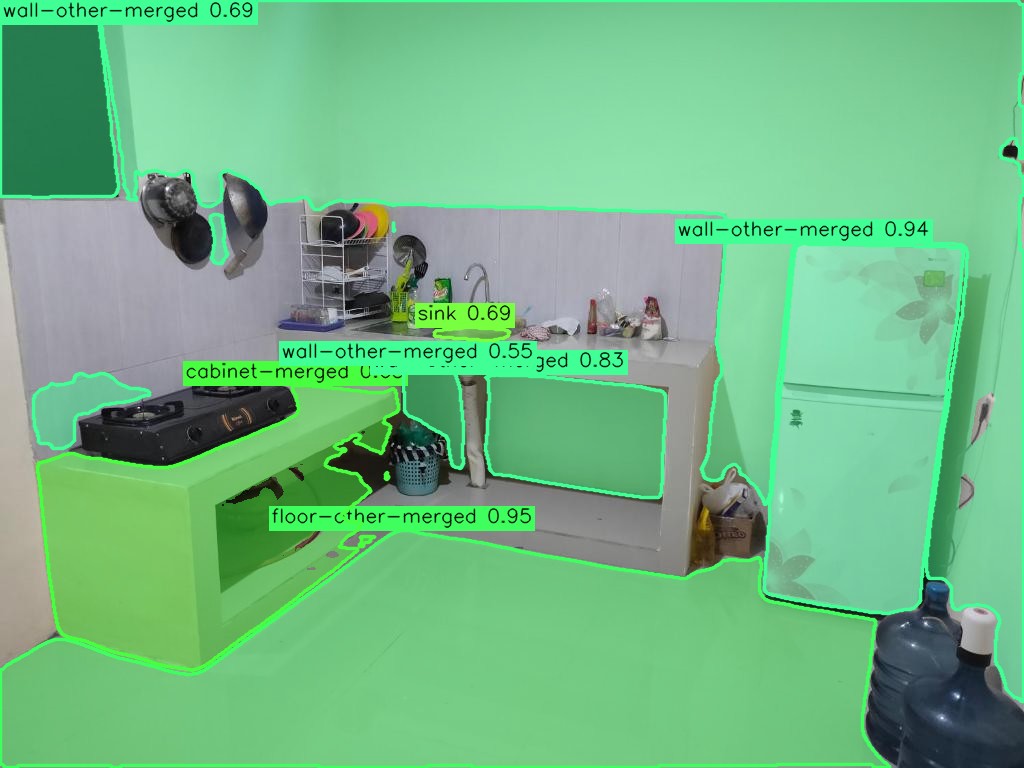 wall-other-merged 0.69
wall-other-merged 0.94
sink 0.69
wall-other-merged 0.55
rged 0.83
cabinet-merged
floor-other-merged 0.95